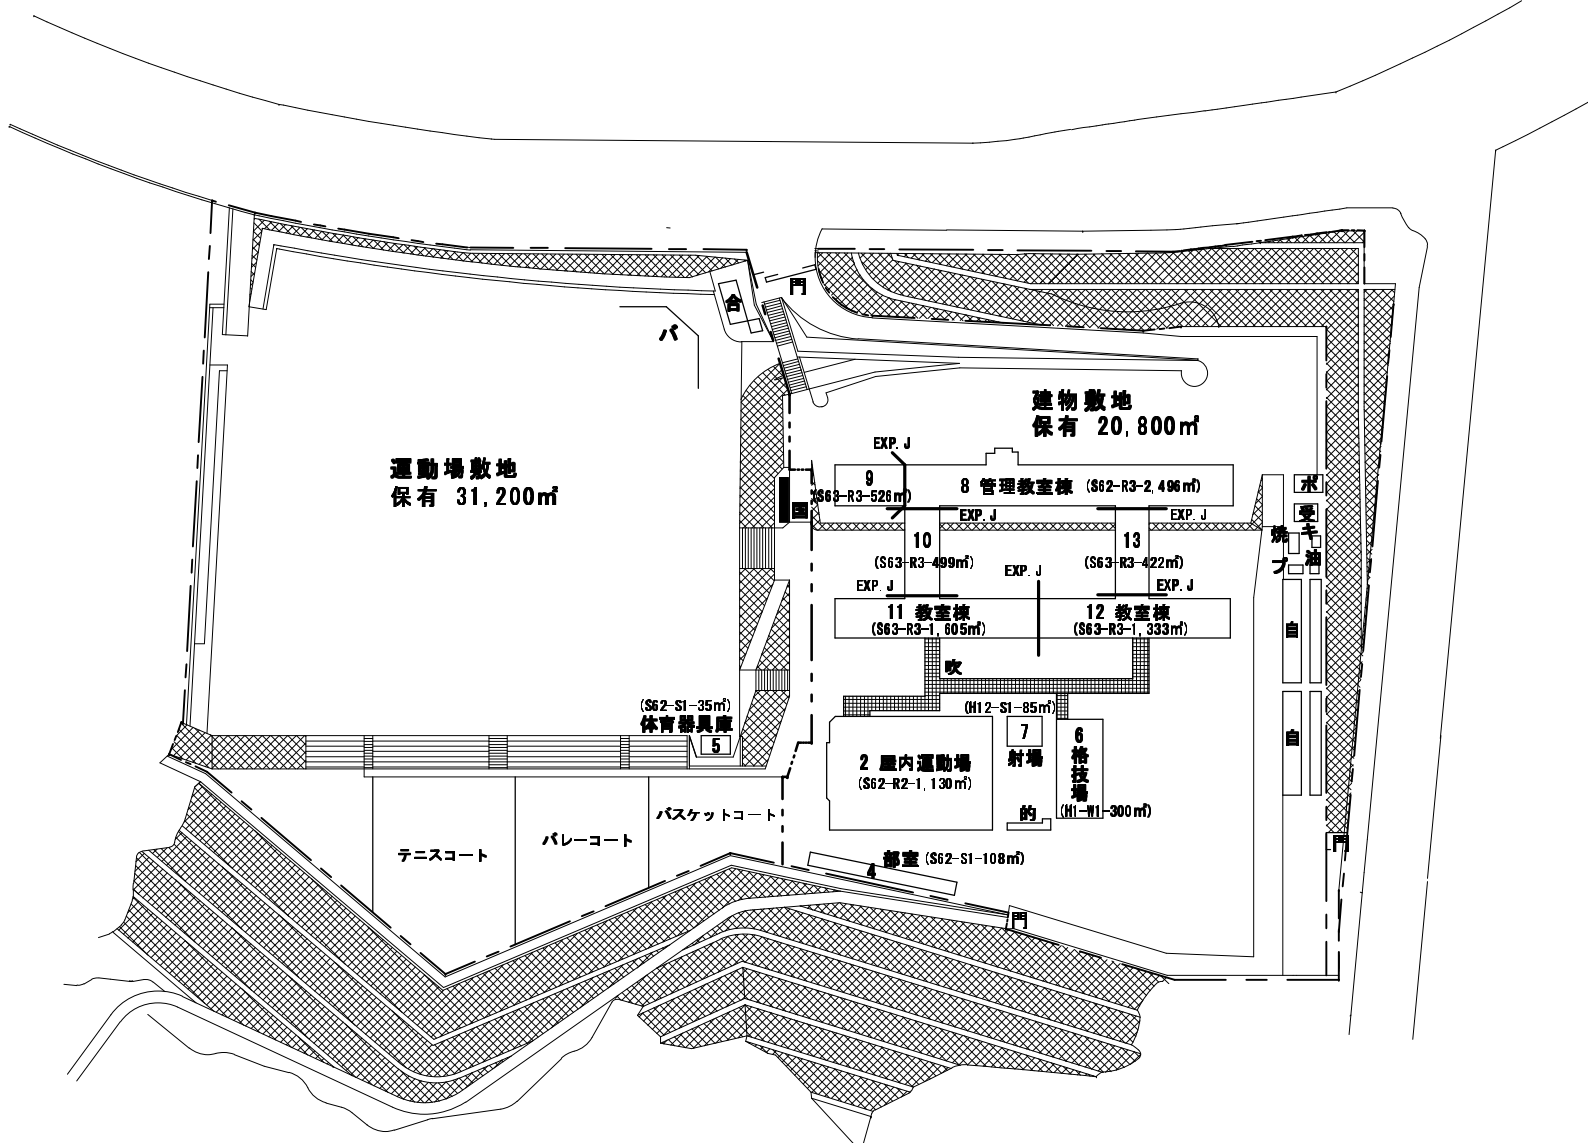 門
合
パ
建物敷地
保有 20,800㎡
運動場敷地
保有 31,200㎡
EXP.J
9
(S63-R3-526㎡)
8 管理教室棟 (S62-R3-2,496㎡)
ポ
国
EXP.J
EXP.J
受
焼
キ
10
13
油
(S63-R3-499㎡)
(S63-R3-422㎡)
プ
EXP.J
EXP.J
EXP.J
11 教室棟
(S63-R3-1,605㎡)
12 教室棟
(S63-R3-1,333㎡)
自
吹
(S62-S1-35㎡)
体育器具庫
5
(H12-S1-85㎡)
7
射場
6
格技場
(H1-W1-300㎡)
自
2 屋内運動場
(S62-R2-1,130㎡)
的
バスケットコート
バレーコート
テニスコート
門
部室 (S62-S1-108㎡)
4
門